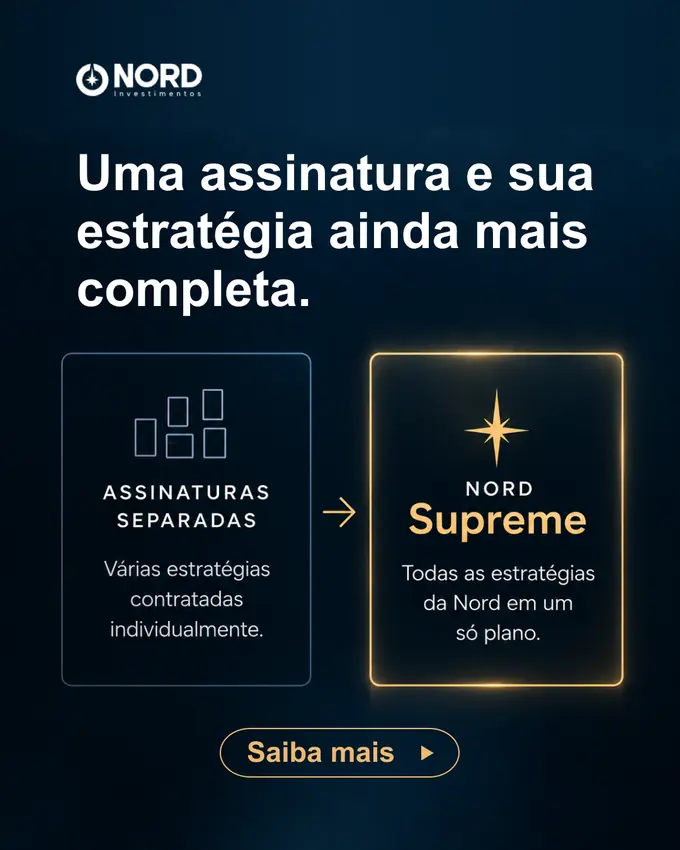 NORD
investimentos
Uma assinatura e sua
estratégia ainda mais
completa.
ASSINATURAS
SEPARADAS
Várias estratégias
contratadas
individualmente.
NORD
Supreme
Todas as estratégias
da Nord em um
só plano.
Saiba mais